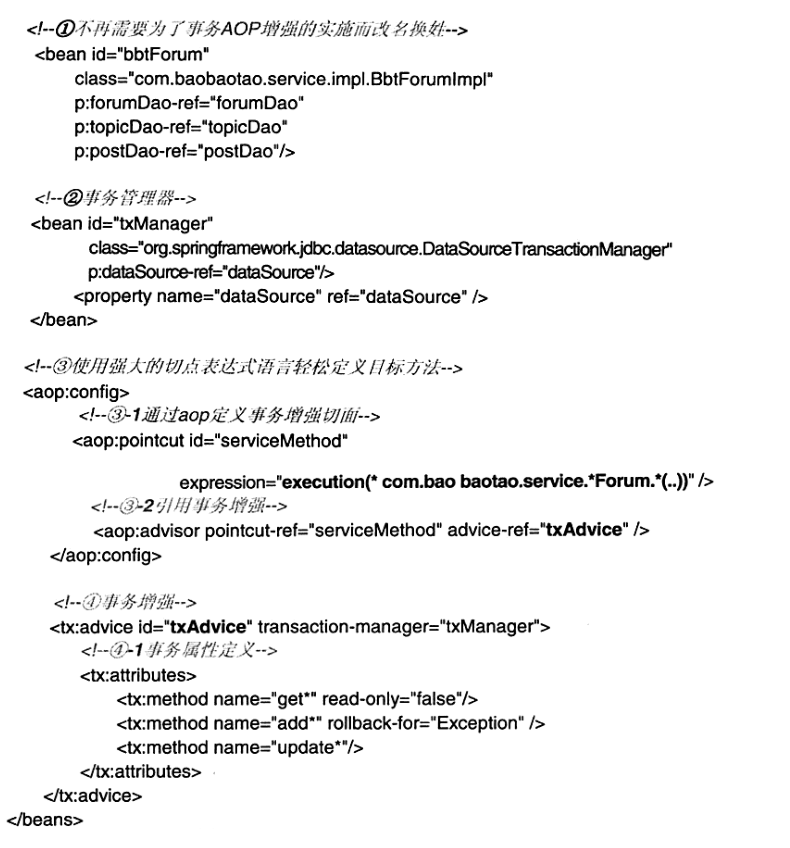 <!--①不再需要为了事务AOP增强的实施而改名换姓-->
<bean id="bbtForum"
class="com.baobaotao.service.impl.BbtForumImpl"
p:forumDao-ref="forumDao"
p:topicDao-ref="topicDao"
p:postDao-ref="postDao"/>
<!--②事务管理器-->
<bean id="txManager"
class="org.springframework.jdbc.datasource.DataSourceTransactionManager"
p:dataSource-ref="dataSource"/>
<property name="dataSource" ref="dataSource" />
</bean>
<!--③使用强大的切点表达式语言轻松定义目标方法-->
<aop:config>
<!--③-1通过aop定义事务增强切面-->
<aop:pointcut id="serviceMethod"
expression="execution(* com.bao baotao.service.*Forum.*(..))" />
<!--③-2引用事务增强-->
<aop:advisor pointcut-ref="serviceMethod" advice-ref="txAdvice" />
</aop:config>
<!--④事务增强-->
<tx:advice id="txAdvice" transaction-manager="txManager">
<!--④-1事务属性定义-->
<tx:attributes>
<tx:method name="get*" read-only="false"/>
<tx:method name="add*" rollback-for="Exception" />
<tx:method name="update*"/>
</tx:attributes>
</tx:advice>
</beans>